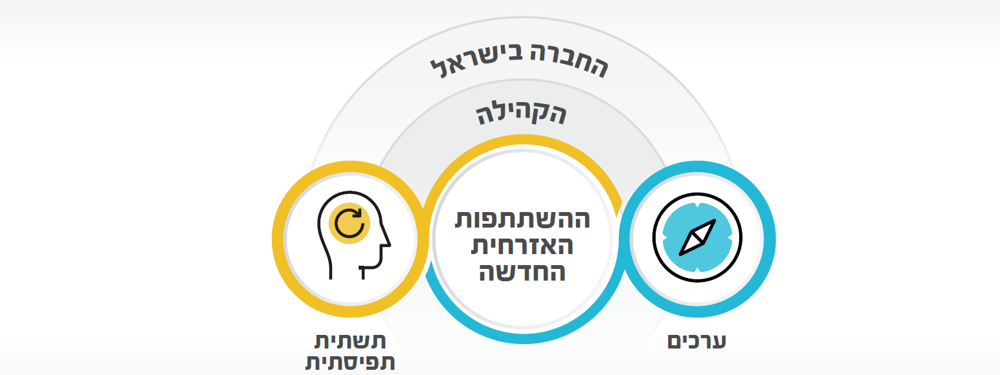 החברה בישראל
הקהילה
ההשתתפות
האזרחית
החדשה
ערכים
תשתית
תפיסתית